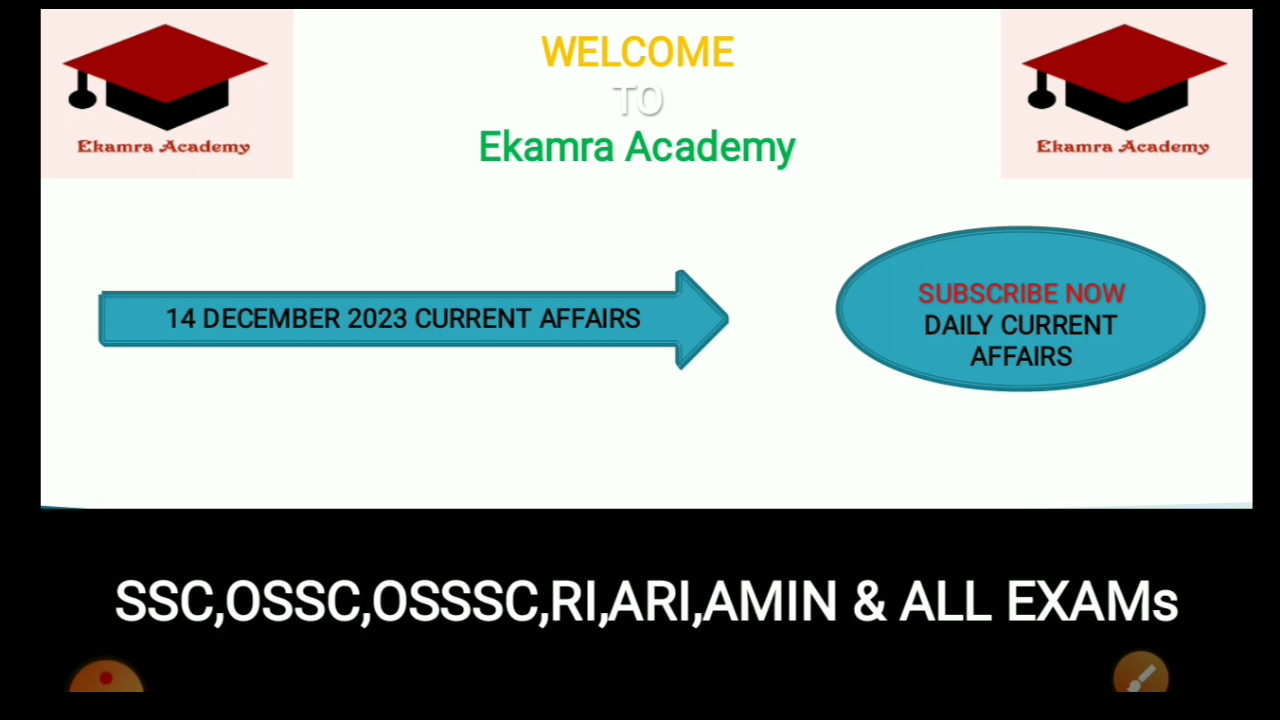 Ekamra Academy
WELCOME
TO
Ekamra Academy
Ekamra Academy
14 DECEMBER 2023 CURRENT AFFAIRS
SUBSCRIBE NOW
DAILY CURRENT
AFFAIRS
SSC,OSSC,OSSSC,RI,ARI,AMIN & ALL EXAMs